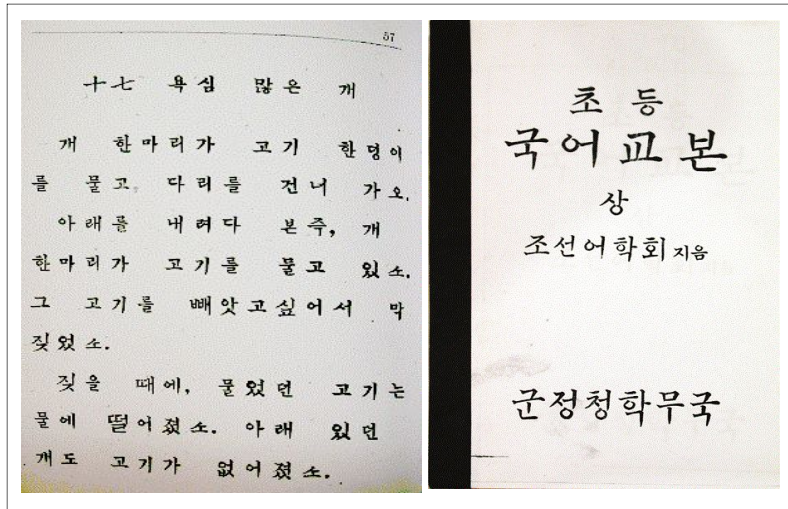 57
十七 욕심 많은 개
개 한마리가 고기 한덩이
를 물고, 다리를 건너 가오.
아래를 내려다 본즉, 개
한마리가 고기를 물고 있소.
그 고기를 빼앗고싶어서 막
짖었소.
짖을 때에, 물었던 고기는
물에 떨어졌소. 아래 있던
개도 고기가 없어졌소.
초등
국어교본
상
조선어학회 지음
군정청학무국